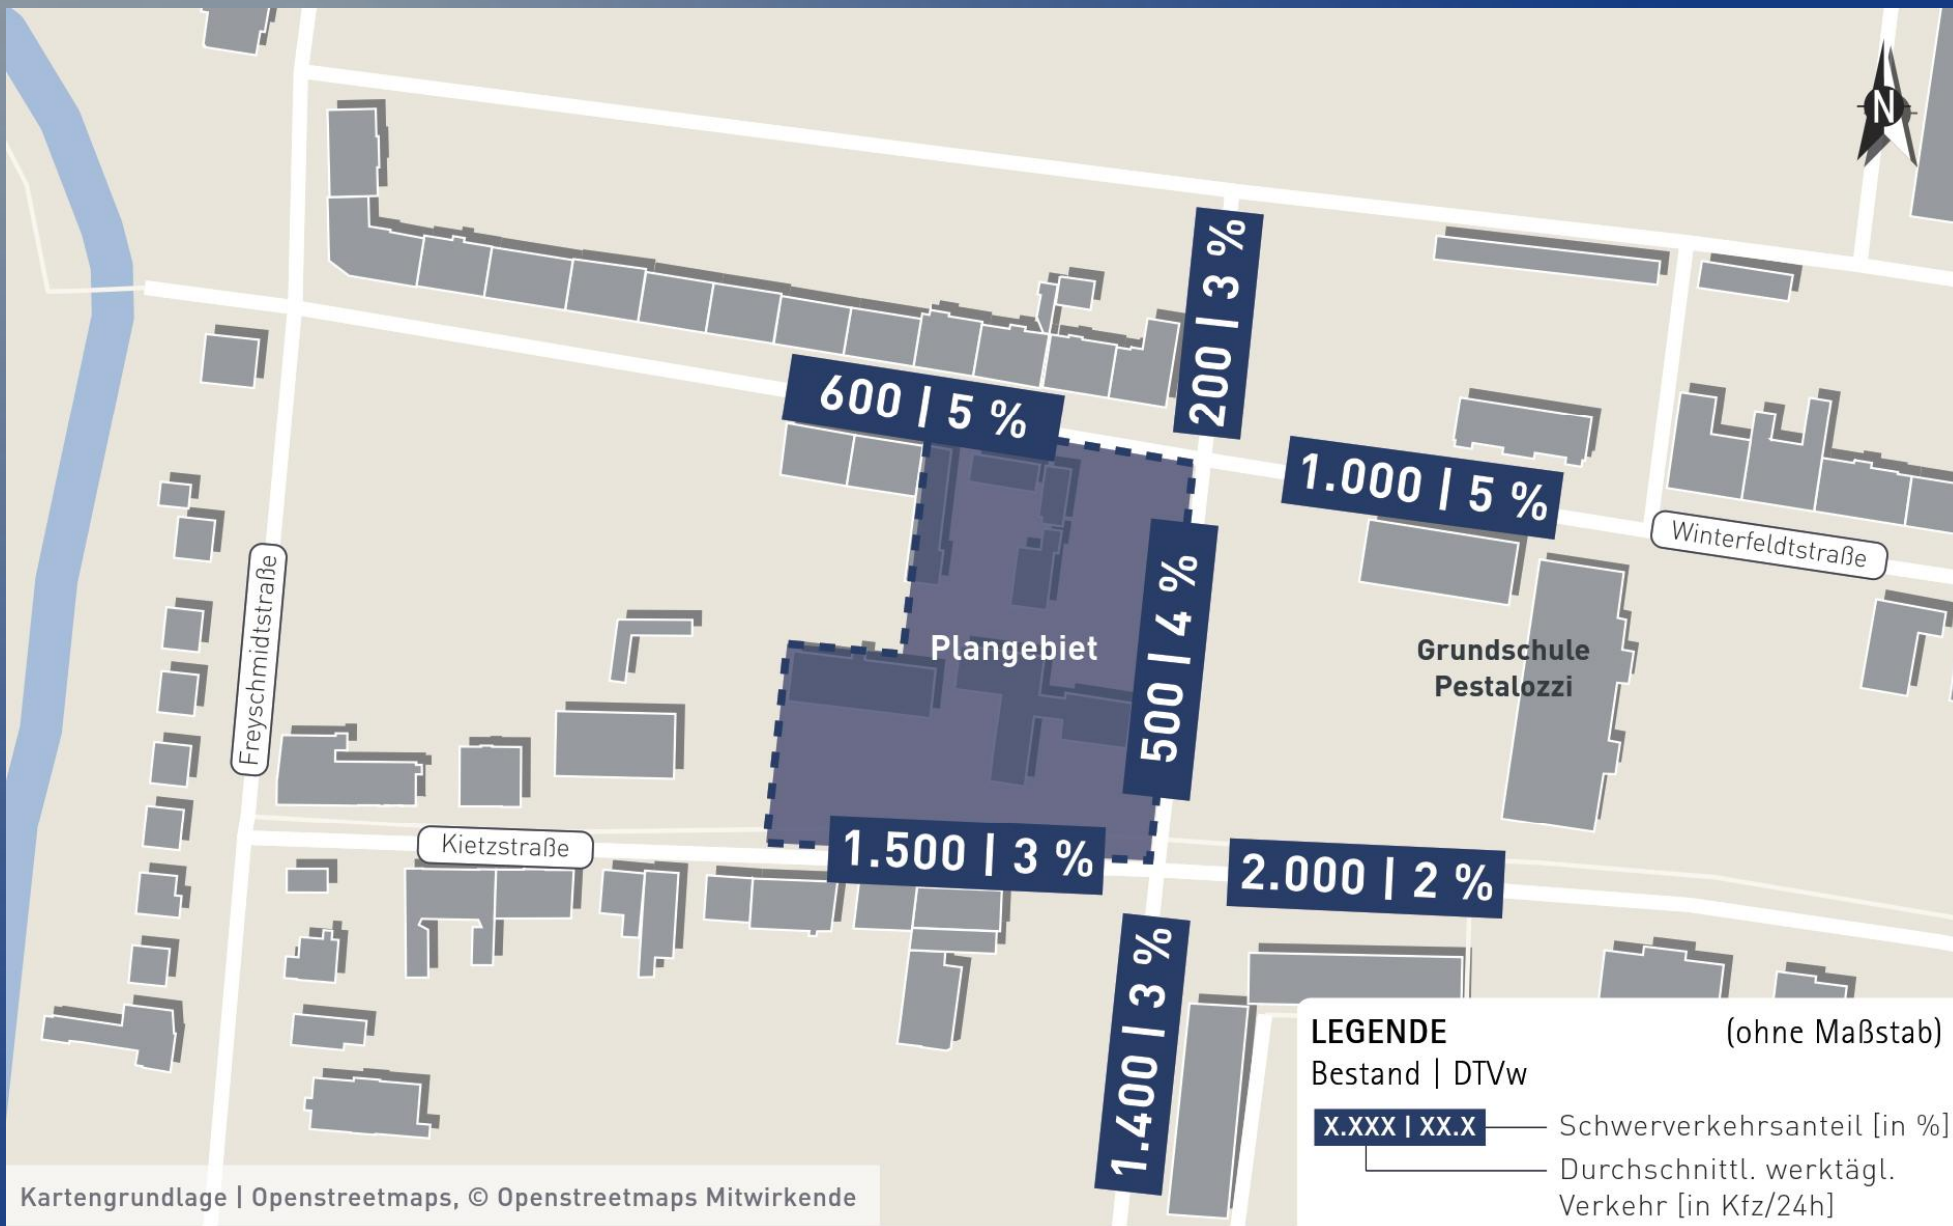 N
200 | 3 %
600 | 5 %
1.000 | 5 %
Winterfeldtstraße
Freyschmidtstraße
Plangebiet
500 | 4 %
Grundschule
Pestalozzi
Kietzstraße
1.500 | 3 %
2.000 | 2 %
1.400 | 3 %
LEGENDE (ohne Maßstab)
Bestand | DTVw
X.XXX | XX.X Schwerverkehrsanteil [in %]
Durchschnittl. werktägl.
Verkehr [in Kfz/24h]
Kartengrundlage | Openstreetmaps, © Openstreetmaps Mitwirkende